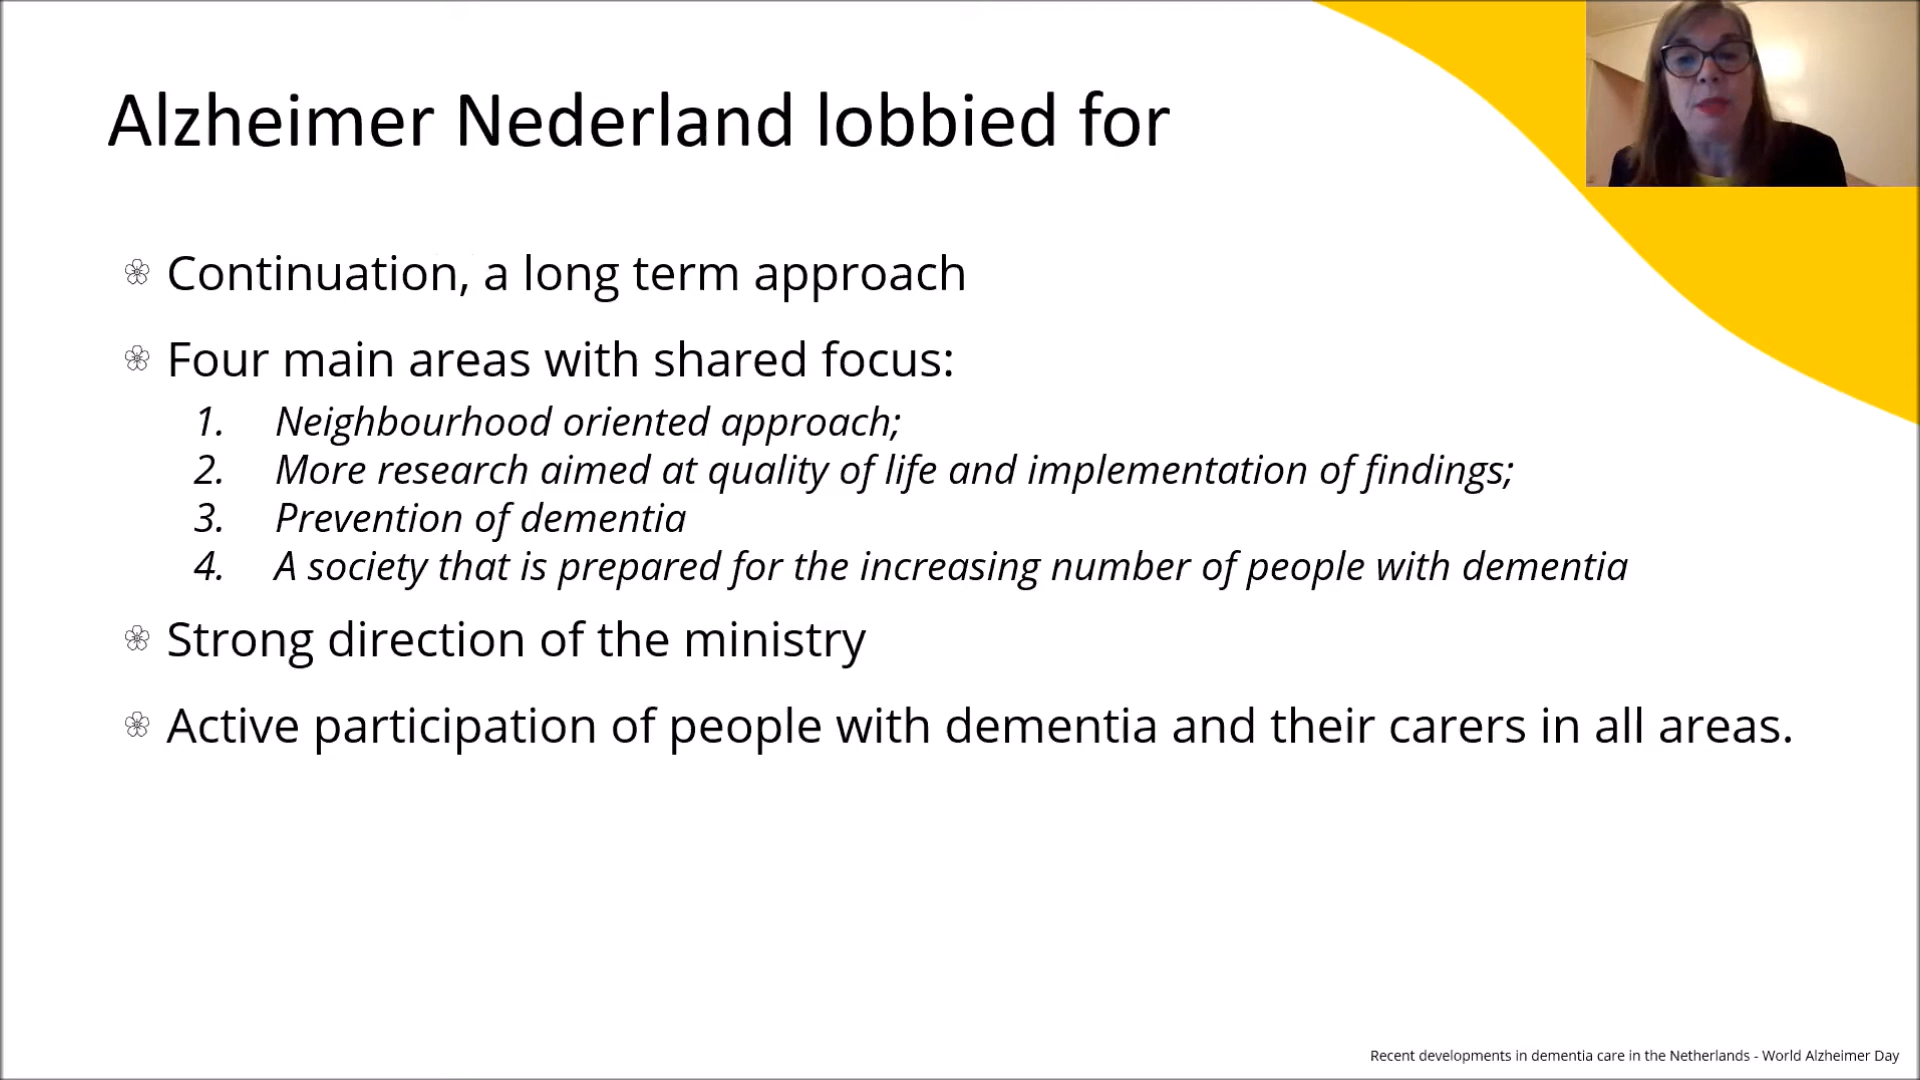 Alzheimer Nederland lobbied for
Continuation, a long term approach
Four main areas with shared focus:
1. Neighbourhood oriented approach;
2. More research aimed at quality of life and implementation of findings;
3. Prevention of dementia
4. A society that is prepared for the increasing number of people with dementia
Strong direction of the ministry
Active participation of people with dementia and their carers in all areas.
Recent developments in dementia care in the Netherlands - World Alzheimer Day